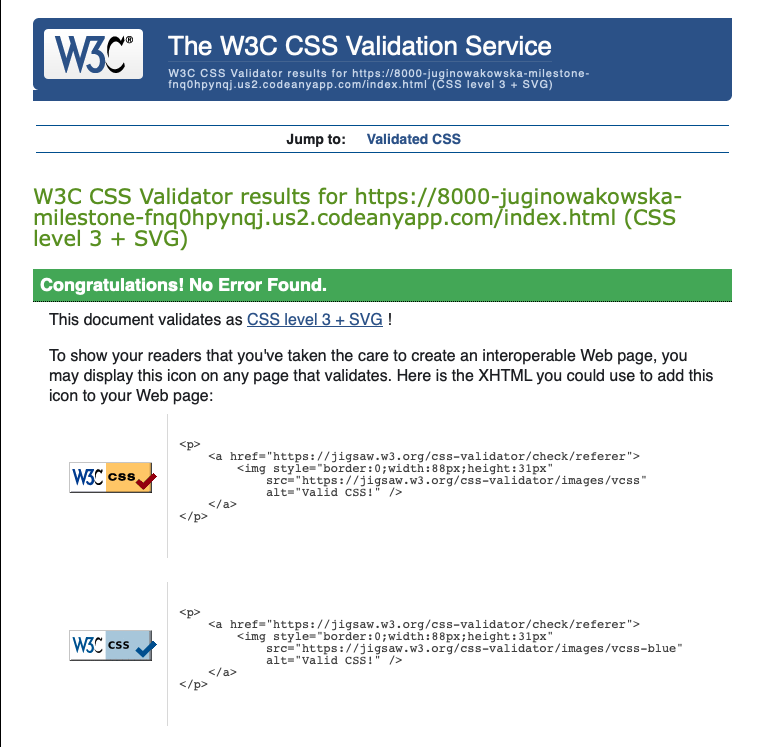 W3C®
The W3C CSS Validation Service
W3C CSS Validator results for https://8000-juginowakowska-milestone-
fnq0hpynqj.us2.codeanyapp.com/index.html (CSS level 3 + SVG)
Jump to: Validated CSS
W3C CSS Validator results for https://8000-juginowakowska-
milestone-fnq0hpynqj.us2.codeanyapp.com/index.html (CSS
level 3 + SVG)
Congratulations! No Error Found.
This document validates as CSS level 3 + SVG !
To show your readers that you've taken the care to create an interoperable Web page, you
may display this icon on any page that validates. Here is the XHTML you could use to add this
icon to your Web page:
W3C css
<p>
    <a href="https://jigsaw.w3.org/css-validator/check/referer">
        <img style="border:0;width:88px;height:31px"
            src="https://jigsaw.w3.org/css-validator/images/vcss"
            alt="Valid CSS!" />
    </a>
</p>
W3C css
<p>
    <a href="https://jigsaw.w3.org/css-validator/check/referer">
        <img style="border:0;width:88px;height:31px"
            src="https://jigsaw.w3.org/css-validator/images/vcss-blue"
            alt="Valid CSS!" />
    </a>
</p>